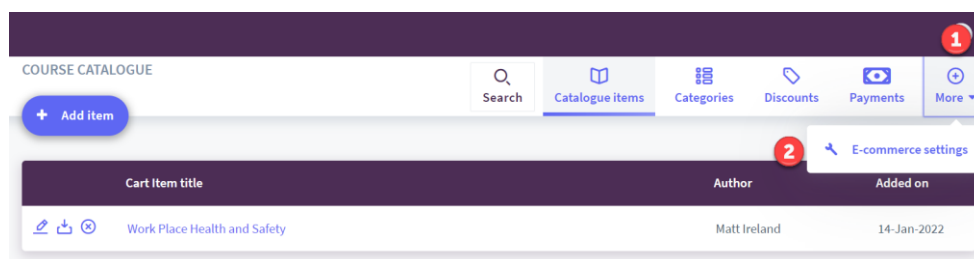 1
COURSE CATALOGUE
Search
Catalogue items
Categories
Discounts
Payments
More
+ Add item
2
E-commerce settings
Cart Item title
Author
Added on
Work Place Health and Safety
Matt Ireland
14-Jan-2022